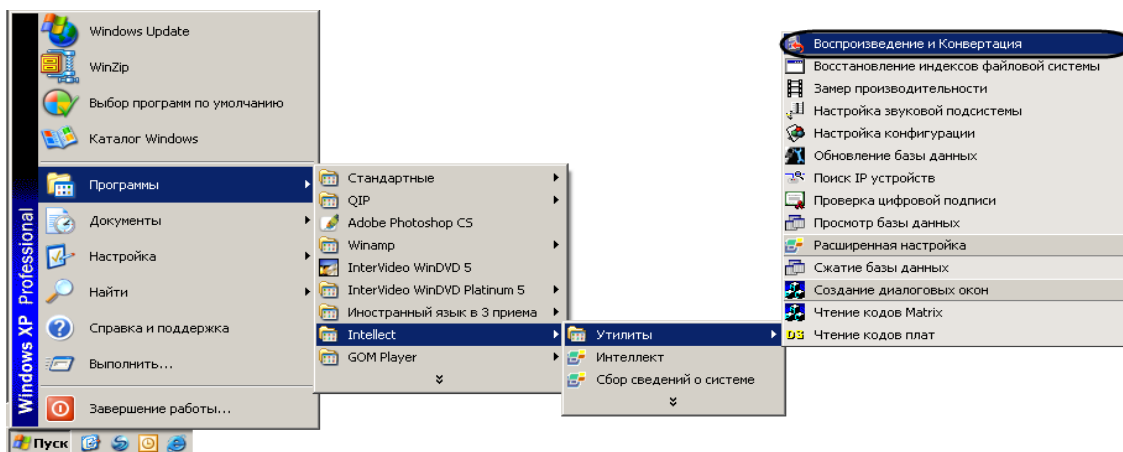 Windows Update
WinZip
Выбор программ по умолчанию
Каталог Windows
Программы
Документы
Настройка
Найти
Справка и поддержка
Выполнить...
Завершение работы...
Windows XP Professional
Пуск
Стандартные
QIP
Adobe Photoshop CS
Winamp
InterVideo WinDVD 5
InterVideo WinDVD Platinum 5
Иностранный язык в 3 приема
Intellect
GOM Player
Утилиты
Интеллект
Сбор сведений о системе
Воспроизведение и Конвертация
Восстановление индексов файловой системы
Замер производительности
Настройка звуковой подсистемы
Настройка конфигурации
Обновление базы данных
Поиск IP устройств
Проверка цифровой подписи
Просмотр базы данных
Расширенная настройка
Сжатие базы данных
Создание диалоговых окон
Чтение кодов Matrix
Чтение кодов плат